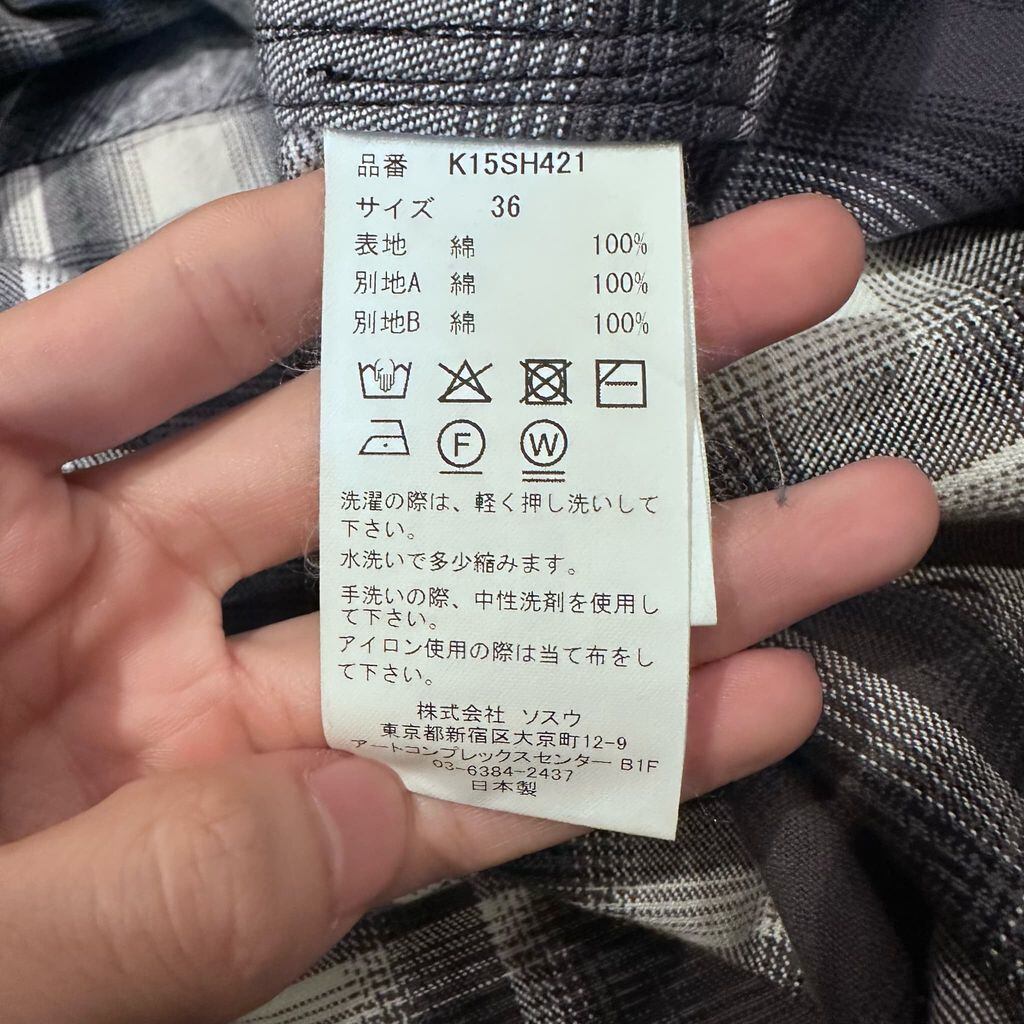 品番 K15SH421
サイズ 36
表地 綿 100%
別地A 綿 100%
別地B 綿 100%
F W
洗濯の際は、軽く押し洗いして
下さい。
水洗いで多少縮みます。
手洗いの際、中性洗剤を使用し
て下さい。
アイロン使用の際は当て布をし
て下さい。
株式会社 ソスウ
東京都新宿区大京町12-9
アートコンプレックスセンター B1F
03-6384-2437
日本製